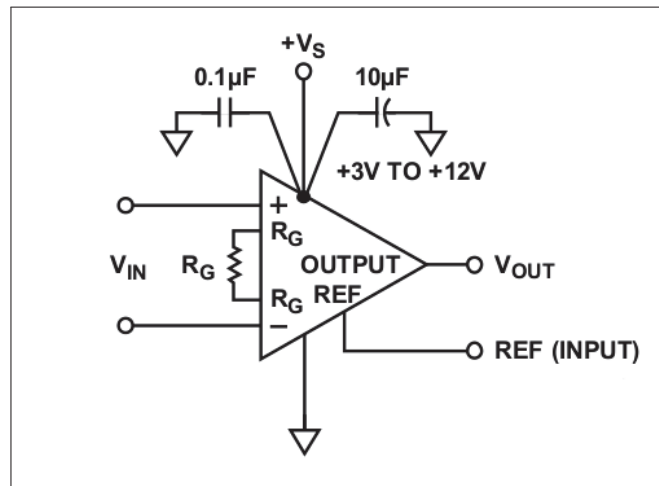 +VS
0.1µF
10µF
+3V TO +12V
+
RG
VIN
RG
OUTPUT
VOUT
RG
REF
–
REF (INPUT)